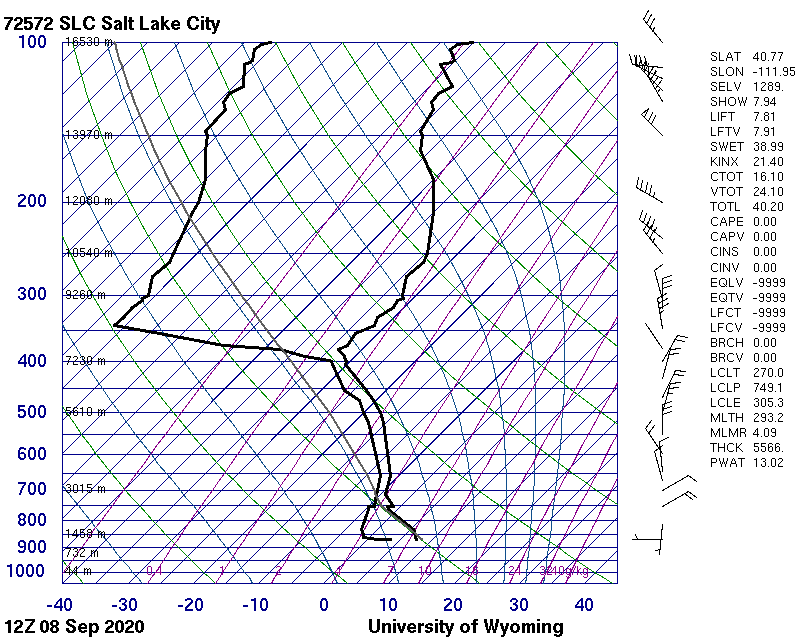 72572 SLC Salt Lake City
100 16530 m
13970 m
200 12080 m
10540 m
300 9260 m
400 7230 m
500 5610 m
600
700 3015 m
800
1458 m
900
732 m
1000 44 m 0.4 1 2 4 7 10 16 24 32 40g/kg
-40 -30 -20 -10 0 10 20 30 40
12Z 08 Sep 2020 University of Wyoming
SLAT 40.77
SLON -111.95
SELV 1289.
SHOW 7.94
LIFT 7.81
LFTV 7.91
SWET 38.99
KINX 21.40
CTOT 16.10
VTOT 24.10
TOTL 40.20
CAPE 0.00
CAPV 0.00
CINS 0.00
CINV 0.00
EQLV -9999
EQTV -9999
LFCT -9999
LFCV -9999
BRCH 0.00
BRCV 0.00
LCLT 270.0
LCLP 749.1
LCLE 305.3
MLTH 293.2
MLMR 4.09
THCK 5566.
PWAT 13.02